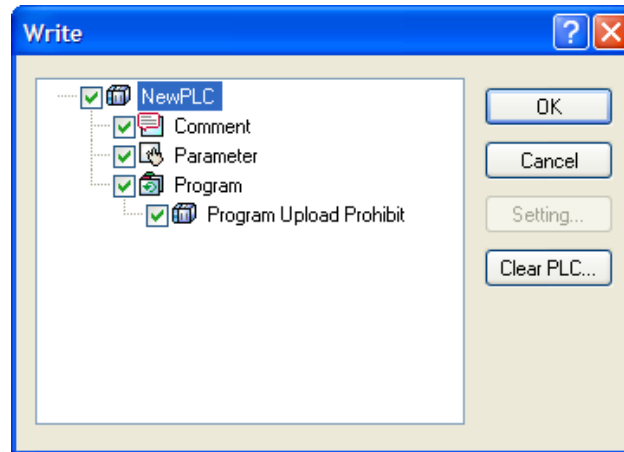 Write
NewPLC
Comment
Parameter
Program
Program Upload Prohibit
OK
Cancel
Setting...
Clear PLC...